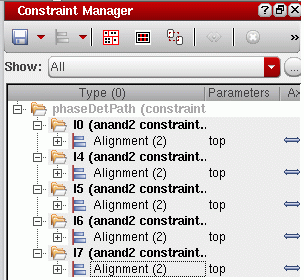 Constraint Manager
Show: All
Type (0) Parameters Ax
phaseDetPath (constraint
I0 (anand2 constraint..
Alignment (2) top
I4 (anand2 constraint..
Alignment (2) top
I5 (anand2 constraint..
Alignment (2) top
I6 (anand2 constraint..
Alignment (2) top
I7 (anand2 constraint..
Alignment (2) top